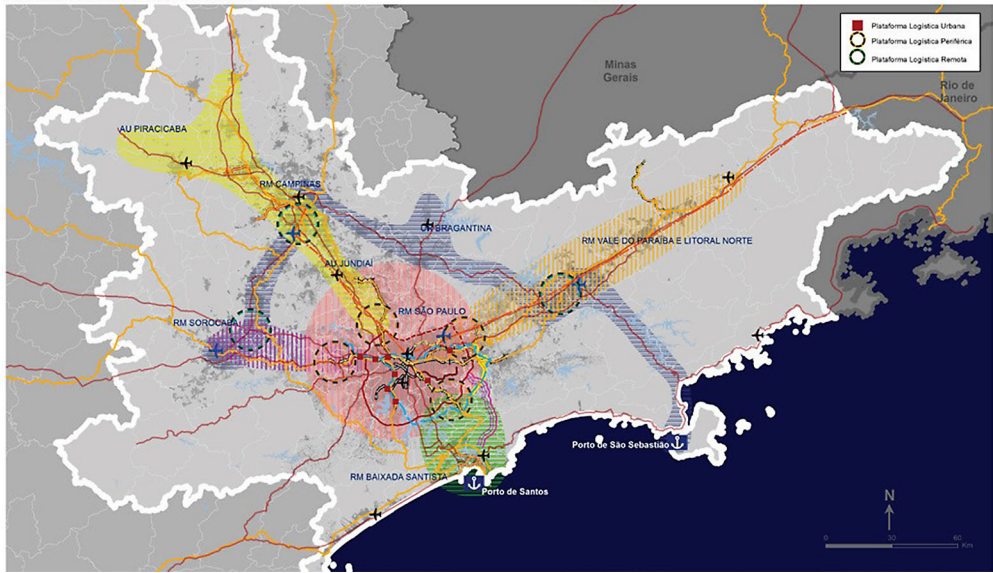 Plataforma Logística Urbana
Plataforma Logística Periférica
Plataforma Logística Remota
Minas
Gerais
Rio de
Janeiro
AU PIRACICABA
RM CAMPINAS
BRAGANTINA
RM VALE DO PARAÍBA E LITORAL NORTE
AU JUNDIAÍ
RM SÃO PAULO
RM SOROCABA
Porto de São Sebastião
RM BAIXADA SANTISTA
Porto de Santos
N
0 30 60
Km